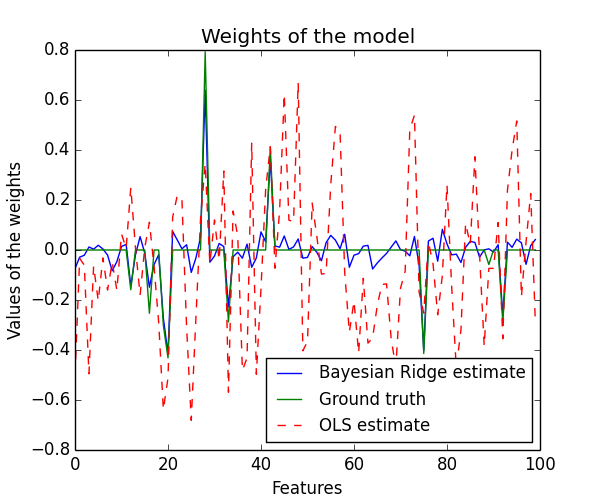 Weights of the model
Values of the weights
0.8
0.6
0.4
0.2
0.0
−0.2
−0.4
−0.6
−0.8
Bayesian Ridge estimate
Ground truth
OLS estimate
0 20 40 60 80 100
Features